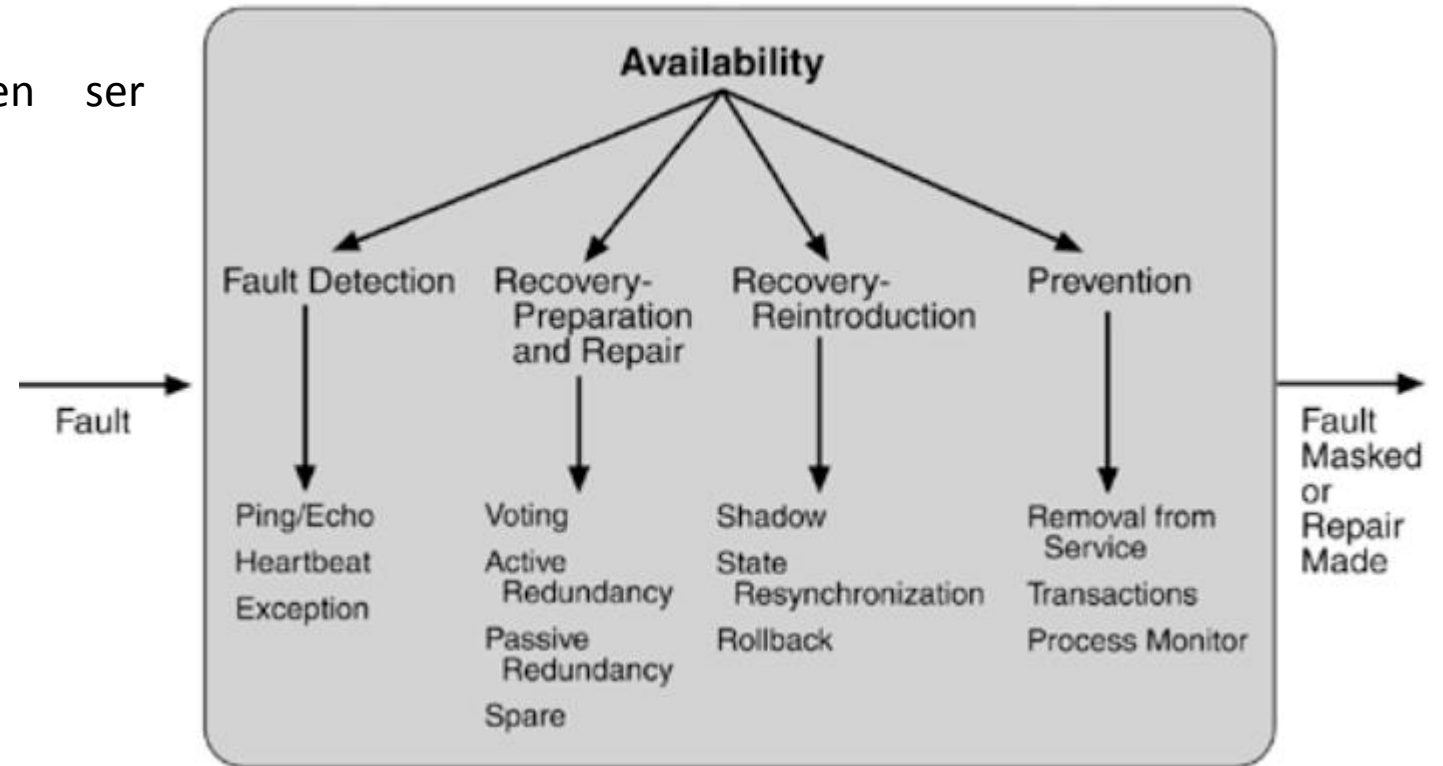 en ser
Availability
Fault Detection
Recovery-
Preparation
and Repair
Recovery-
Reintroduction
Prevention
Fault
Ping/Echo
Heartbeat
Exception
Voting
Active
Redundancy
Passive
Redundancy
Spare
Shadow
State
Resynchronization
Rollback
Removal from
Service
Transactions
Process Monitor
Fault
Masked
or
Repair
Made